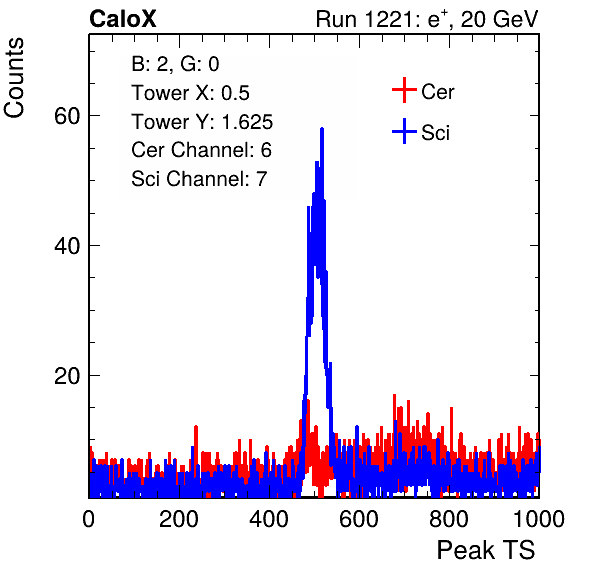 CaloX Run 1221: e⁺, 20 GeV
Counts
B: 2, G: 0
Tower X: 0.5
Tower Y: 1.625
Cer Channel: 6
Sci Channel: 7
Cer
Sci
60
40
20
0 200 400 600 800 1000
Peak TS